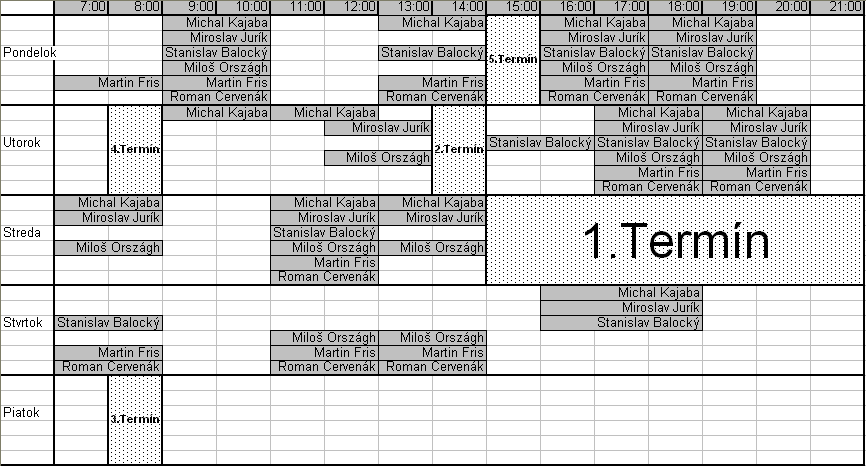 7:00 8:00 9:00 10:00 11:00 12:00 13:00 14:00 15:00 16:00 17:00 18:00 19:00 20:00 21:00
Michal Kajaba Michal Kajaba Michal Kajaba Michal Kajaba
Miroslav Jurík Miroslav Jurík Miroslav Jurík
Pondelok Stanislav Balocký Stanislav Balocký 5.Termín Stanislav Balocký Stanislav Balocký
Miloš Országh Miloš Országh Miloš Országh
Martin Fris Martin Fris Martin Fris Martin Fris Martin Fris
Roman Cervenák Roman Cervenák Roman Cervenák Roman Cervenák
Michal Kajaba Michal Kajaba Michal Kajaba Michal Kajaba
Miroslav Jurík Miroslav Jurík Miroslav Jurík
Utorok 4.Termín 2.Termín Stanislav Balocký Stanislav Balocký Stanislav Balocký
Miloš Országh Miloš Országh Miloš Országh
Martin Fris Martin Fris
Roman Cervenák Roman Cervenák
Michal Kajaba Michal Kajaba Michal Kajaba
Miroslav Jurík Miroslav Jurík Miroslav Jurík
Streda Stanislav Balocký 1.Termín
Miloš Országh Miloš Országh Miloš Országh
Martin Fris
Roman Cervenák
Michal Kajaba
Miroslav Jurík
Stvrtok Stanislav Balocký Stanislav Balocký
Miloš Országh Miloš Országh
Martin Fris Martin Fris Martin Fris
Roman Cervenák Roman Cervenák Roman Cervenák
Piatok 3.Termín